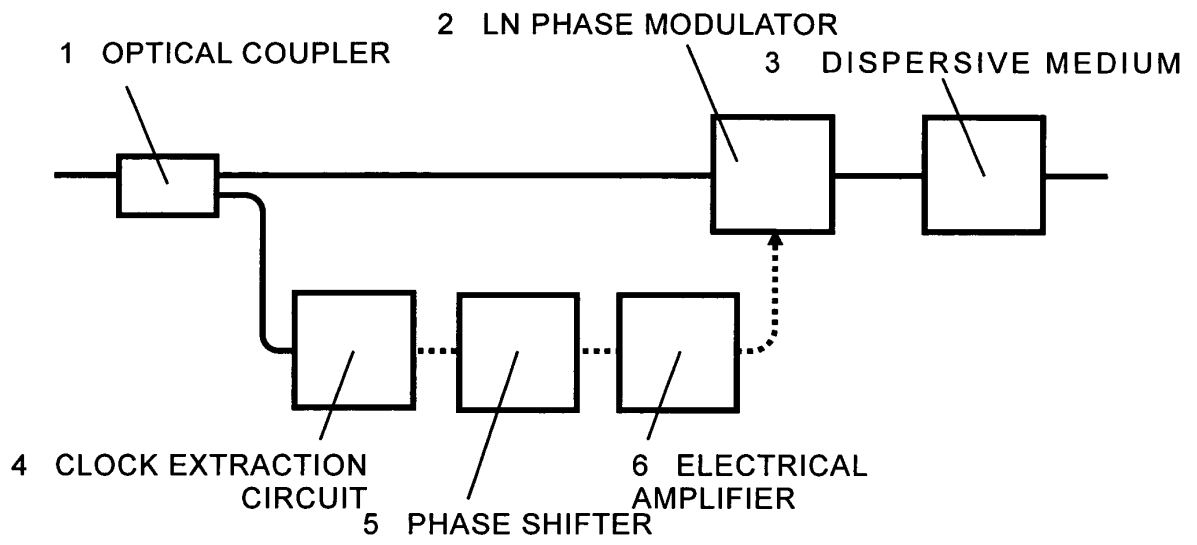 2 LN PHASE MODULATOR
1 OPTICAL COUPLER
3 DISPERSIVE MEDIUM
4 CLOCK EXTRACTION
CIRCUIT
6 ELECTRICAL
AMPLIFIER
5 PHASE SHIFTER